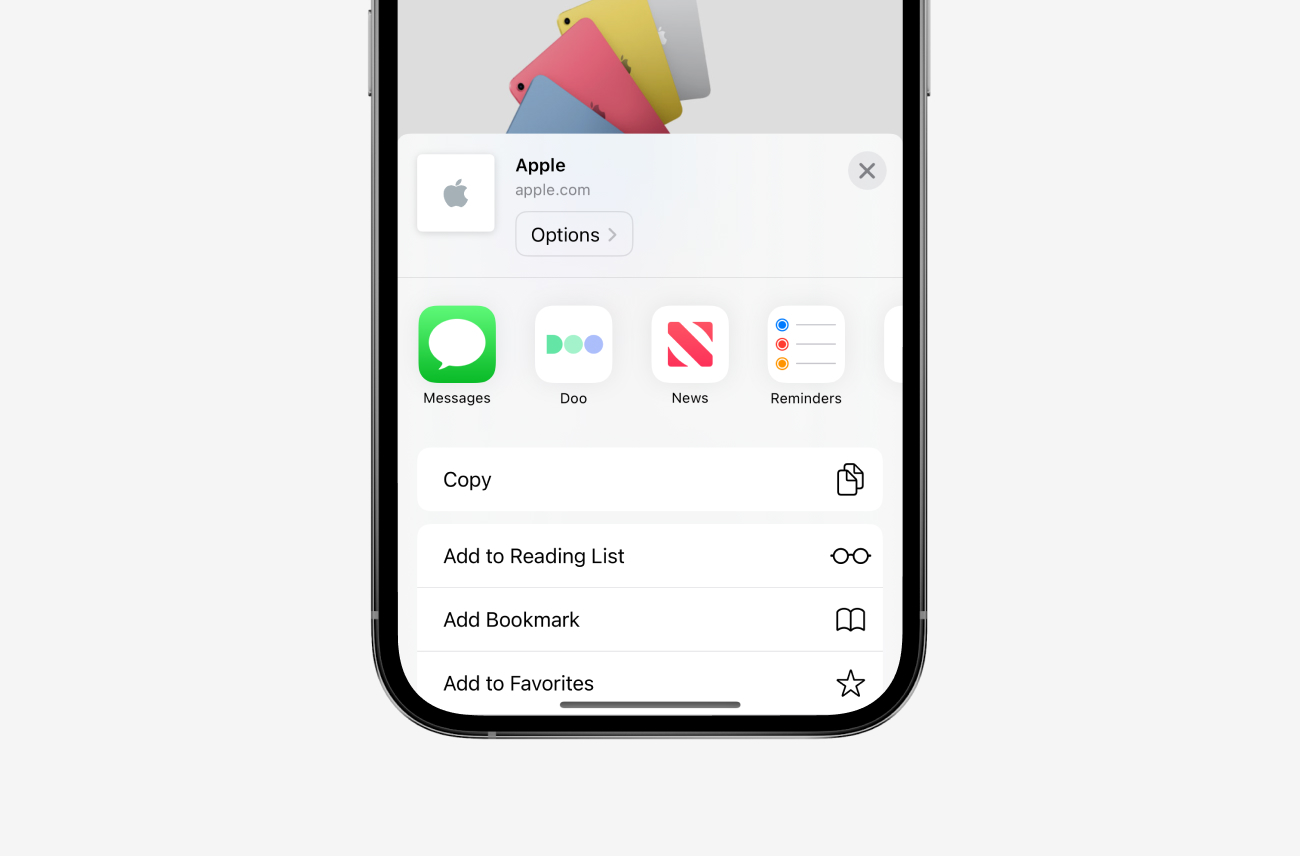 Apple
apple.com
Options
Messages
Doo
News
Reminders
Copy
Add to Reading List
Add Bookmark
Add to Favorites